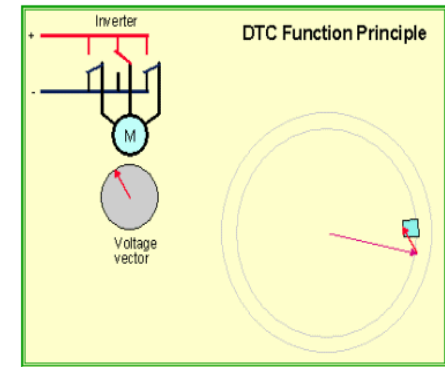 Inverter
DTC Function Principle
+
-
M
Voltage
vector